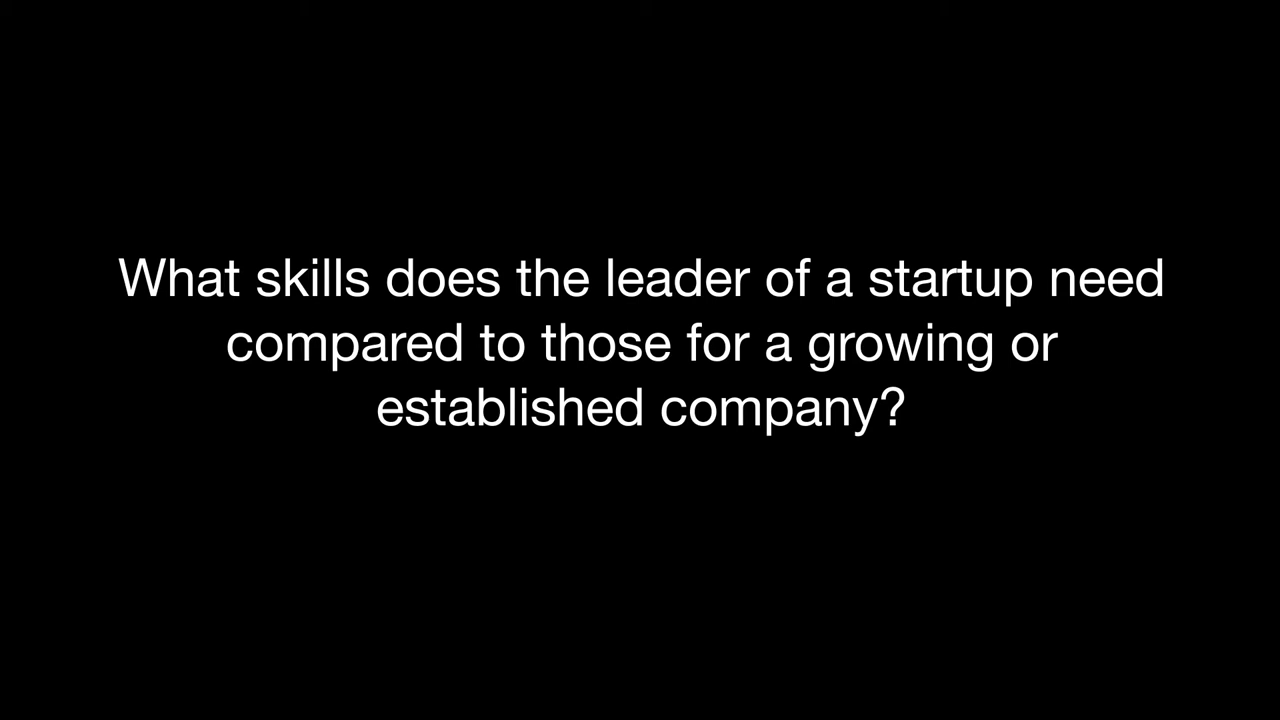 What skills does the leader of a startup need
compared to those for a growing or
established company?